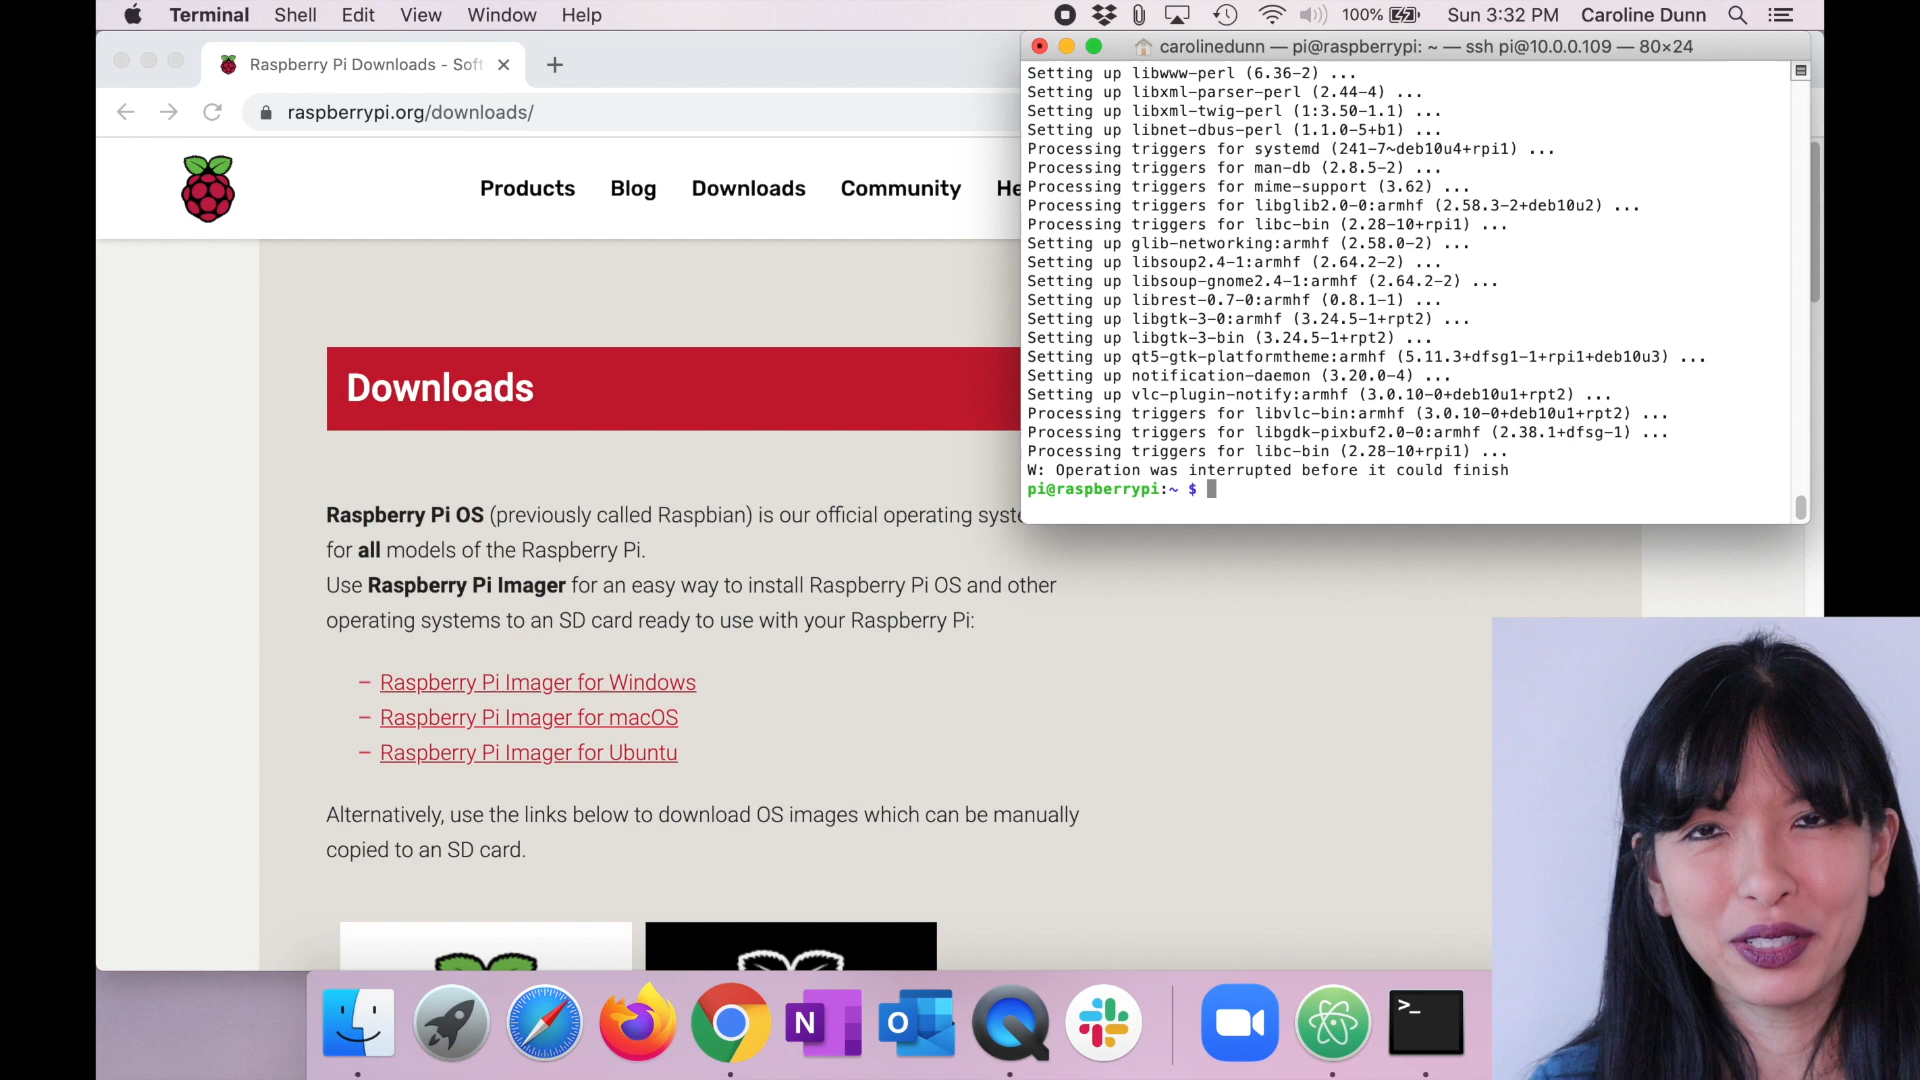 Terminal Shell Edit View Window Help 100% Sun 3:32 PM Caroline Dunn
Raspberry Pi Downloads - Soft
raspberrypi.org/downloads/
Products Blog Downloads Community He
Downloads
Raspberry Pi OS (previously called Raspbian) is our official operating syste
for all models of the Raspberry Pi.
Use Raspberry Pi Imager for an easy way to install Raspberry Pi OS and other
operating systems to an SD card ready to use with your Raspberry Pi:
– Raspberry Pi Imager for Windows
– Raspberry Pi Imager for macOS
– Raspberry Pi Imager for Ubuntu
Alternatively, use the links below to download OS images which can be manually
copied to an SD card.
carolinedunn — pi@raspberrypi: ~ — ssh pi@10.0.0.109 — 80×24
Setting up libwww-perl (6.36-2) ...
Setting up libxml-parser-perl (2.44-4) ...
Setting up libxml-twig-perl (1:3.50-1.1) ...
Setting up libnet-dbus-perl (1.1.0-5+b1) ...
Processing triggers for systemd (241-7~deb10u4+rpi1) ...
Processing triggers for man-db (2.8.5-2) ...
Processing triggers for mime-support (3.62) ...
Processing triggers for libglib2.0-0:armhf (2.58.3-2+deb10u2) ...
Processing triggers for libc-bin (2.28-10+rpi1) ...
Setting up glib-networking:armhf (2.58.0-2) ...
Setting up libsoup2.4-1:armhf (2.64.2-2) ...
Setting up libsoup-gnome2.4-1:armhf (2.64.2-2) ...
Setting up librest-0.7-0:armhf (0.8.1-1) ...
Setting up libgtk-3-0:armhf (3.24.5-1+rpt2) ...
Setting up libgtk-3-bin (3.24.5-1+rpt2) ...
Setting up qt5-gtk-platformtheme:armhf (5.11.3+dfsg1-1+rpi1+deb10u3) ...
Setting up notification-daemon (3.20.0-4) ...
Setting up vlc-plugin-notify:armhf (3.0.10-0+deb10u1+rpt2) ...
Processing triggers for libvlc-bin:armhf (3.0.10-0+deb10u1+rpt2) ...
Processing triggers for libgdk-pixbuf2.0-0:armhf (2.38.1+dfsg-1) ...
Processing triggers for libc-bin (2.28-10+rpi1) ...
W: Operation was interrupted before it could finish
pi@raspberrypi:~ $
N O >_